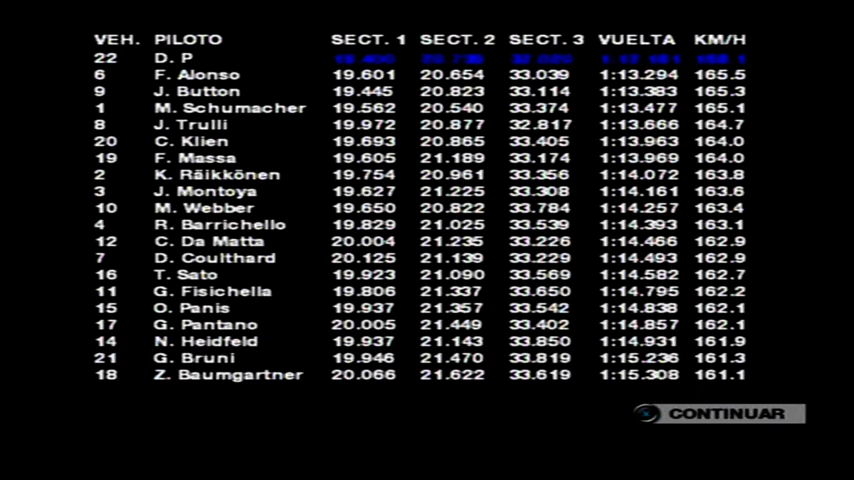 VEH. PILOTO SECT. 1 SECT. 2 SECT. 3 VUELTA KM/H
22 D. P
6 F. Alonso 19.601 20.654 33.039 1:13.294 165.5
9 J. Button 19.445 20.823 33.114 1:13.383 165.3
1 M. Schumacher 19.562 20.540 33.374 1:13.477 165.1
8 J. Trulli 19.972 20.877 32.817 1:13.666 164.7
20 C. Klien 19.693 20.865 33.405 1:13.963 164.0
19 F. Massa 19.605 21.189 33.174 1:13.969 164.0
2 K. Räikkönen 19.754 20.961 33.356 1:14.072 163.8
3 J. Montoya 19.627 21.225 33.308 1:14.161 163.6
10 M. Webber 19.650 20.822 33.784 1:14.257 163.4
4 R. Barrichello 19.829 21.025 33.539 1:14.393 163.1
12 C. Da Matta 20.004 21.235 33.226 1:14.466 162.9
7 D. Coulthard 20.125 21.139 33.229 1:14.493 162.9
16 T. Sato 19.923 21.090 33.569 1:14.582 162.7
11 G. Fisichella 19.806 21.337 33.650 1:14.795 162.2
15 O. Panis 19.937 21.357 33.542 1:14.838 162.1
17 G. Pantano 20.005 21.449 33.402 1:14.857 162.1
14 N. Heidfeld 19.937 21.143 33.850 1:14.931 161.9
21 G. Bruni 19.946 21.470 33.819 1:15.236 161.3
18 Z. Baumgartner 20.066 21.622 33.619 1:15.308 161.1
CONTINUAR